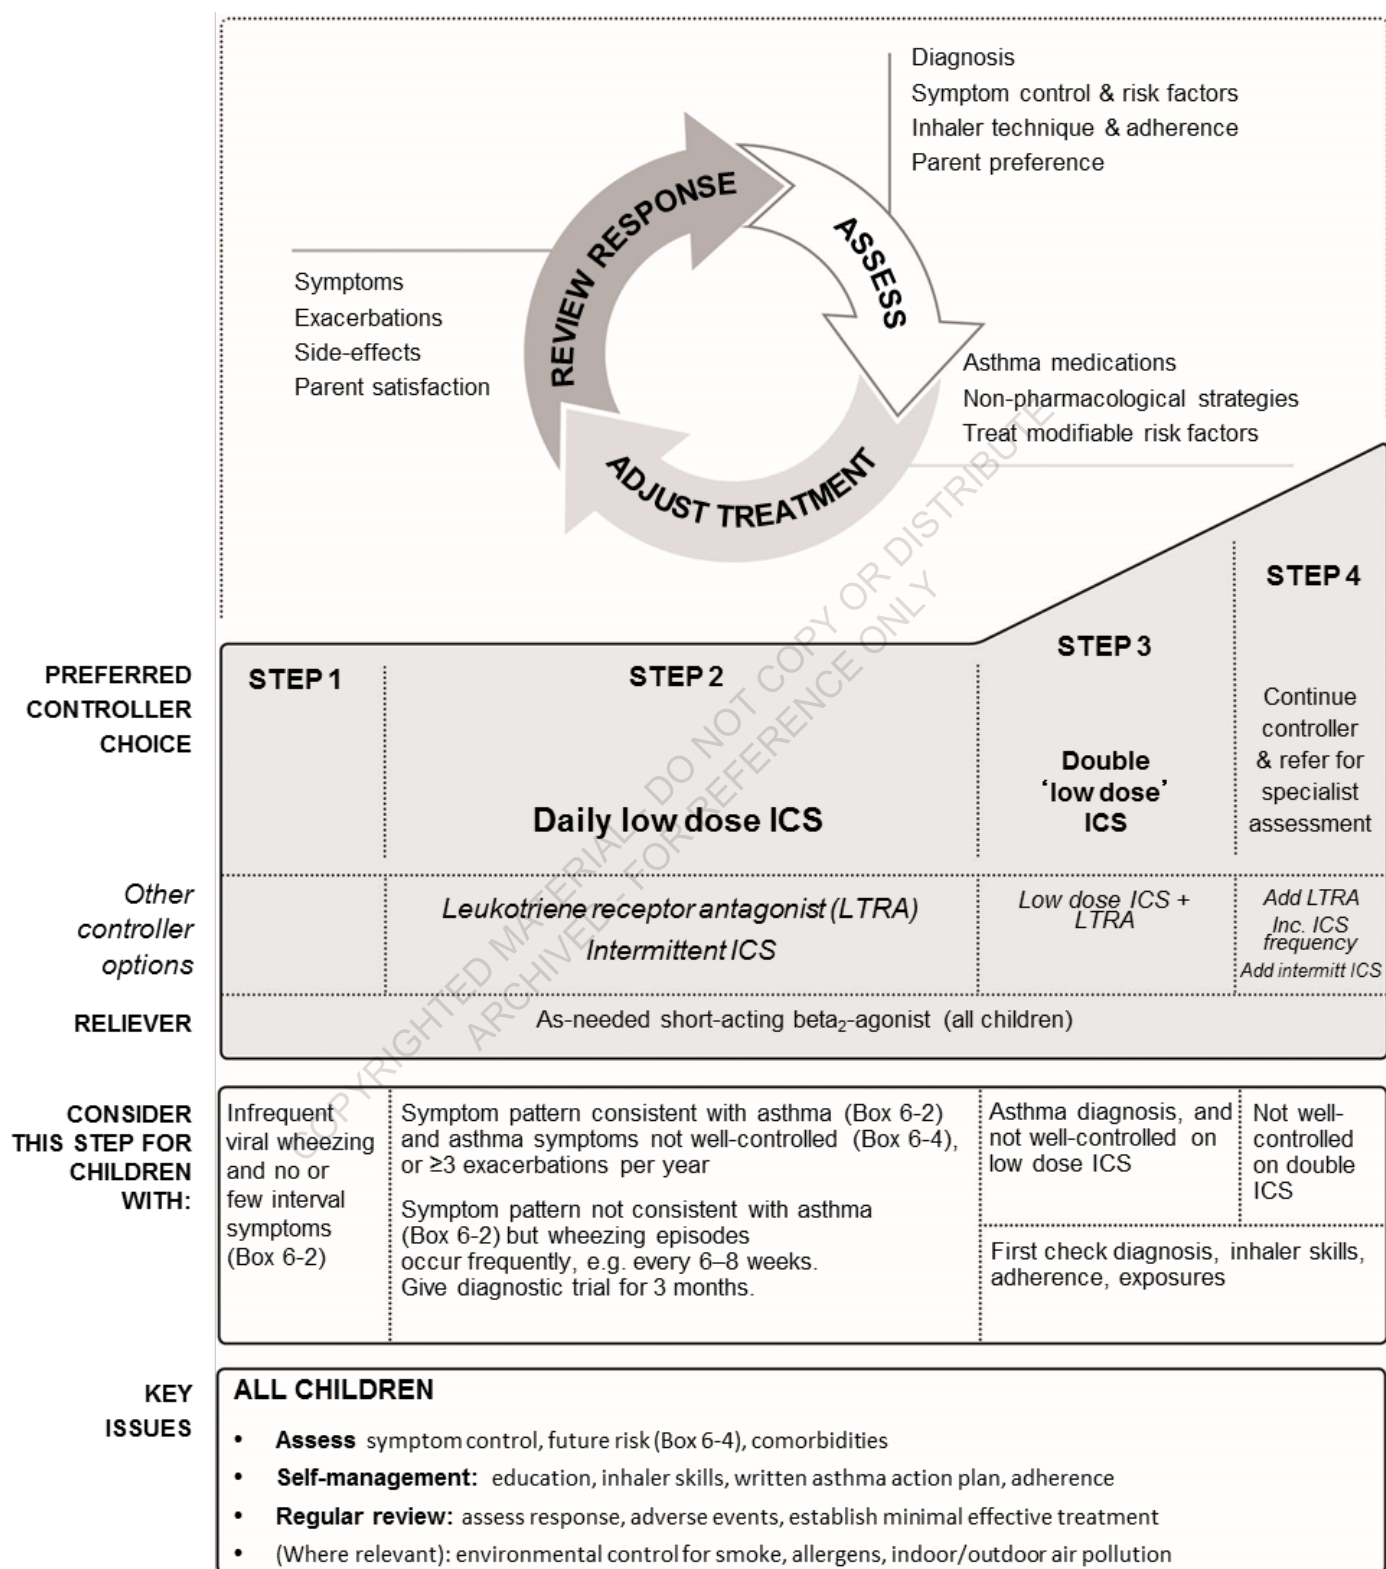 Diagnosis
Symptom control & risk factors
Inhaler technique & adherence
Parent preference
REVIEW RESPONSE
ASSESS
ADJUST TREATMENT
Symptoms
Exacerbations
Side-effects
Parent satisfaction
Asthma medications
Non-pharmacological strategies
Treat modifiable risk factors
COPYRIGHTED MATERIAL - DO NOT COPY OR DISTRIBUTE
ARCHIVED - FOR REFERENCE ONLY
PREFERRED
CONTROLLER
CHOICE
STEP 1
STEP 2
Daily low dose ICS
STEP 3
Double
‘low dose’
ICS
STEP 4
Continue
controller
& refer for
specialist
assessment
Other
controller
options
Leukotriene receptor antagonist (LTRA)
Intermittent ICS
Low dose ICS +
LTRA
Add LTRA
Inc. ICS
frequency
Add intermitt ICS
RELIEVER
As-needed short-acting beta₂-agonist (all children)
CONSIDER
THIS STEP FOR
CHILDREN
WITH:
Infrequent
viral wheezing
and no or
few interval
symptoms
(Box 6-2)
Symptom pattern consistent with asthma (Box 6-2)
and asthma symptoms not well-controlled (Box 6-4),
or ≥3 exacerbations per year
Symptom pattern not consistent with asthma
(Box 6-2) but wheezing episodes
occur frequently, e.g. every 6–8 weeks.
Give diagnostic trial for 3 months.
Asthma diagnosis, and
not well-controlled on
low dose ICS
Not well-
controlled
on double
ICS
First check diagnosis, inhaler skills,
adherence, exposures
KEY
ISSUES
ALL CHILDREN
• Assess symptom control, future risk (Box 6-4), comorbidities
• Self-management: education, inhaler skills, written asthma action plan, adherence
• Regular review: assess response, adverse events, establish minimal effective treatment
• (Where relevant): environmental control for smoke, allergens, indoor/outdoor air pollution